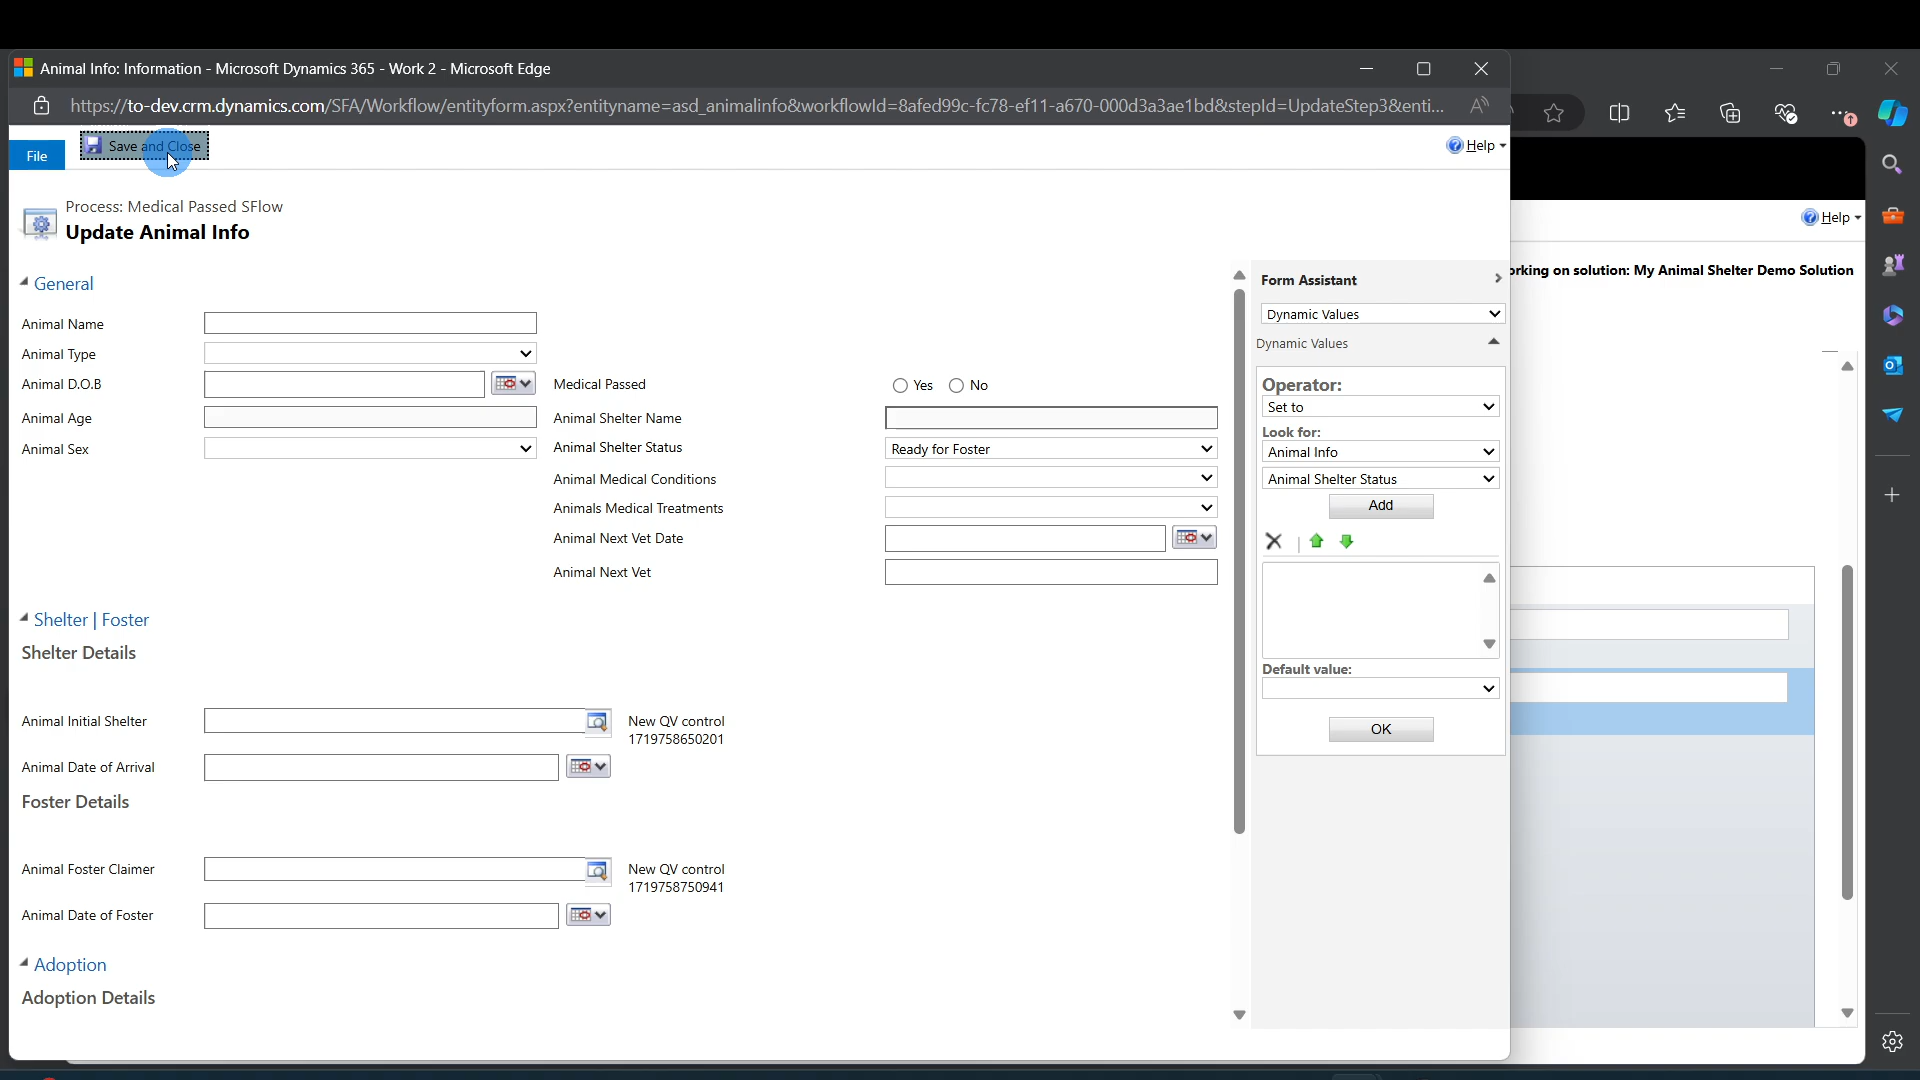 Animal Info: Information - Microsoft Dynamics 365 - Work 2 - Microsoft Edge
https://to-dev.crm.dynamics.com/SFA/Workflow/entityform.aspx?entityname=asd_animalinfo&workflowId=8afed99c-fc78-ef11-a670-000d3a3ae1bd&stepId=UpdateStep3&enti...
File
Save and Close
Help
Help
Process: Medical Passed SFlow
Update Animal Info
orking on solution: My Animal Shelter Demo Solution
General
Animal Name
Animal Type
Animal D.O.B
Animal Age
Animal Sex
Medical Passed
Yes
No
Animal Shelter Name
Animal Shelter Status
Ready for Foster
Animal Medical Conditions
Animals Medical Treatments
Animal Next Vet Date
Animal Next Vet
Shelter | Foster
Shelter Details
Animal Initial Shelter
New QV control
1719758650201
Animal Date of Arrival
Foster Details
Animal Foster Claimer
New QV control
1719758750941
Animal Date of Foster
Adoption
Adoption Details
Form Assistant
Dynamic Values
Dynamic Values
Operator:
Set to
Look for:
Animal Info
Animal Shelter Status
Add
Default value:
OK